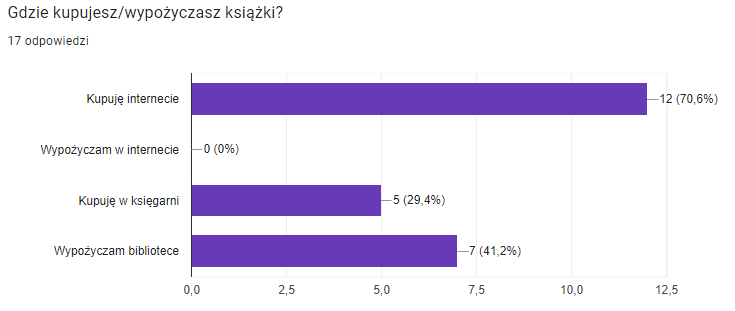 Gdzie kupujesz/wypożyczasz książki?
17 odpowiedzi
Kupuję internecie
12 (70,6%)
Wypożyczam w internecie
0 (0%)
Kupuję w księgarni
5 (29,4%)
Wypożyczam bibliotece
7 (41,2%)
0,0 2,5 5,0 7,5 10,0 12,5